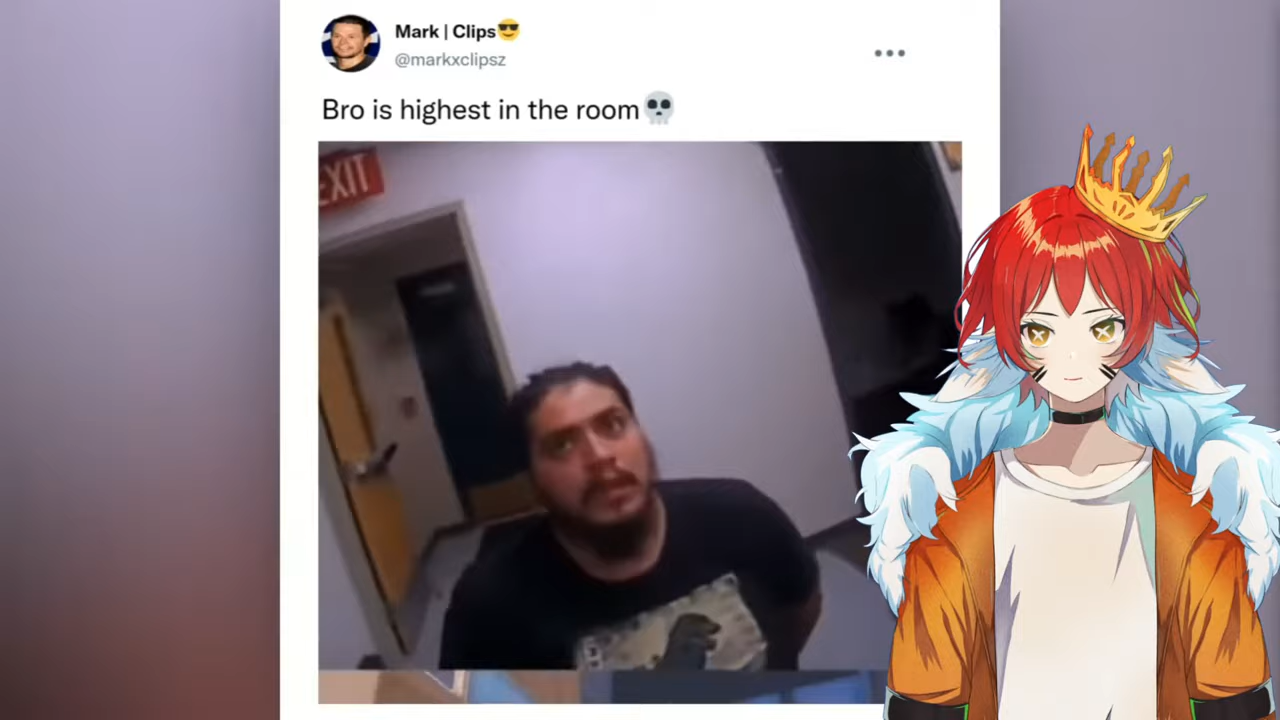 Mark | Clips😎
@markxclipsz
Bro is highest in the room💀
EXIT